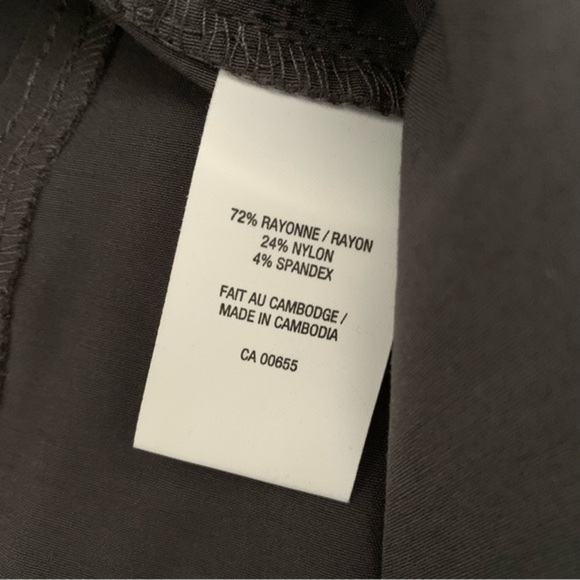 72% RAYONNE / RAYON
24% NYLON
4% SPANDEX
FAIT AU CAMBODGE /
MADE IN CAMBODIA
CA 00655